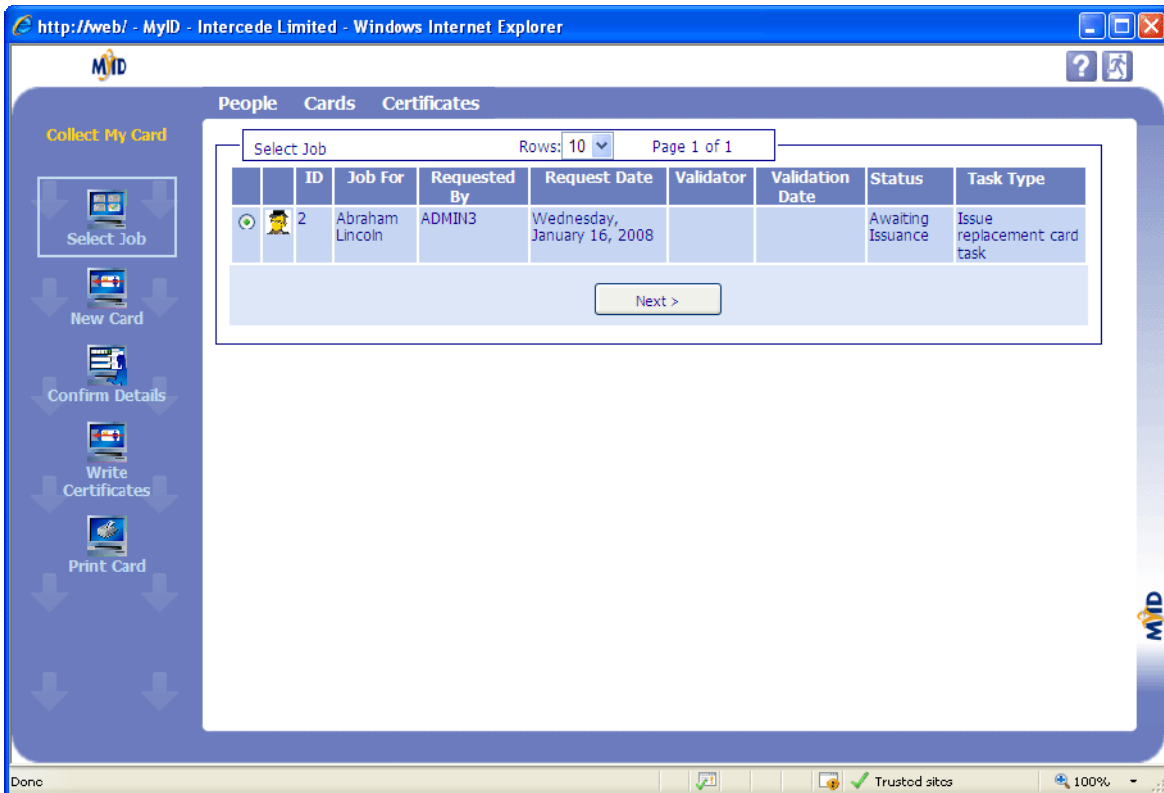 http://web/ - MyID - Intercede Limited - Windows Internet Explorer
MyID
?
People Cards Certificates
Collect My Card
Select Job Rows: 10 Page 1 of 1
ID Job For Requested By Request Date Validator Validation Date Status Task Type
2 Abraham Lincoln ADMIN3 Wednesday, January 16, 2008 Awaiting Issuance Issue replacement card task
Next >
Select Job
New Card
Confirm Details
Write
Certificates
Print Card
MyID
Done Trusted sites 100%